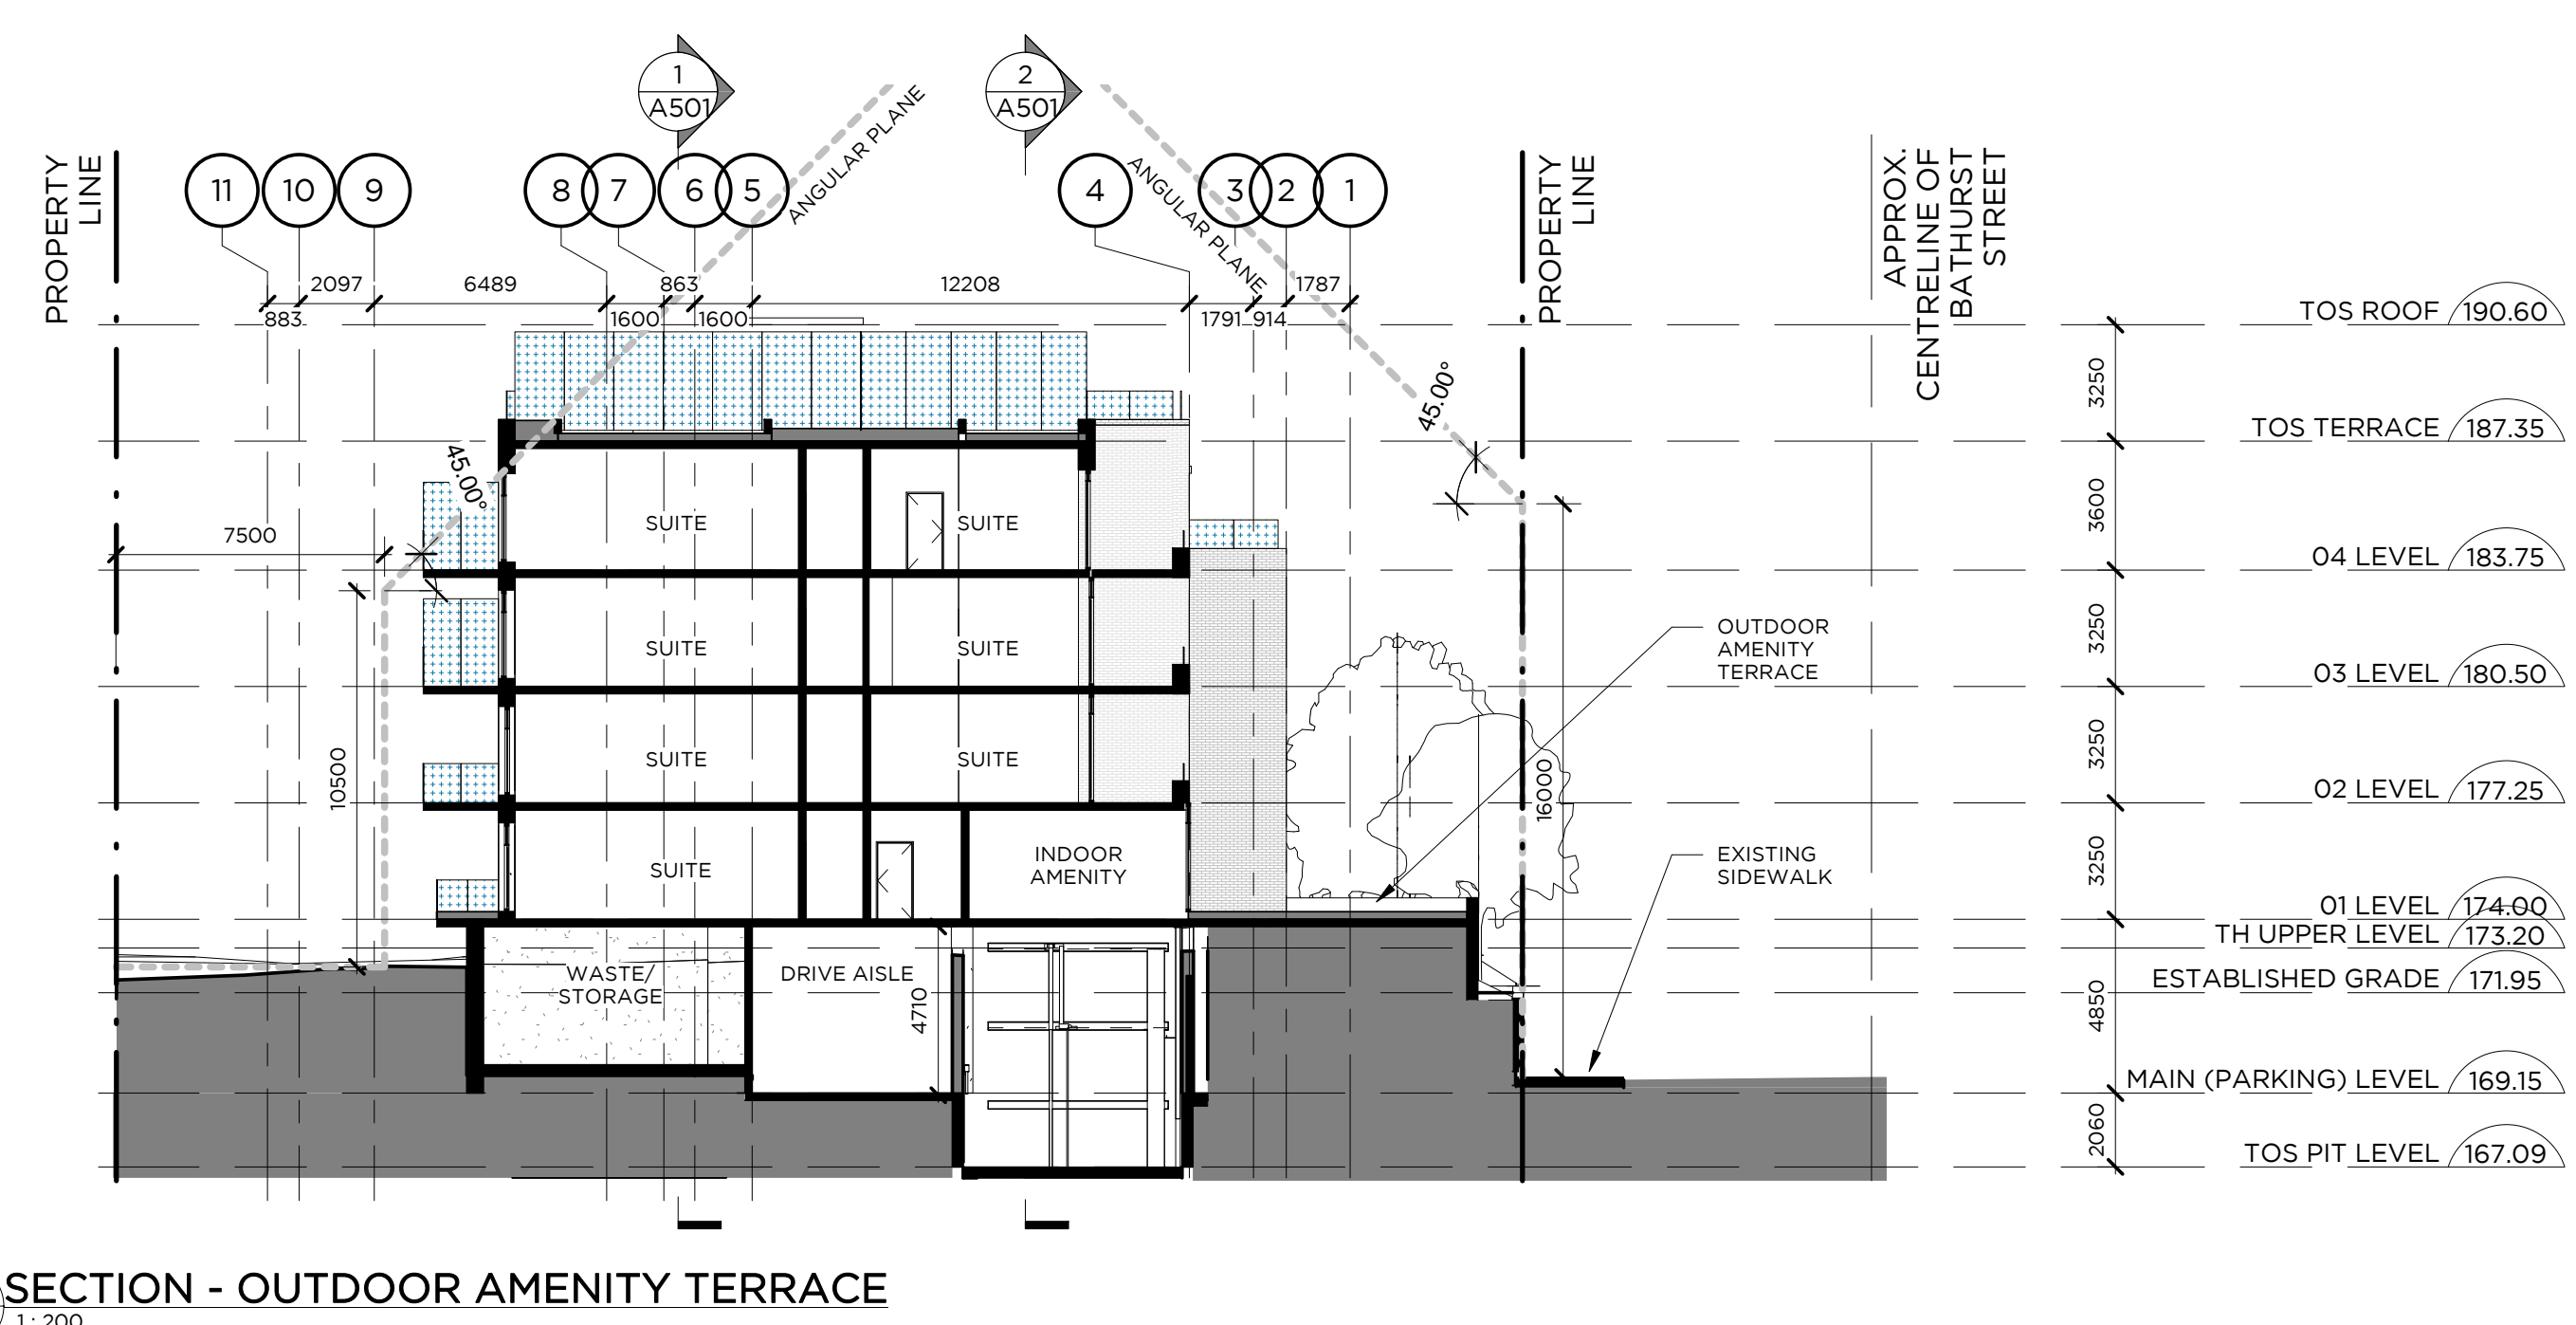 1
A501
2
A501
ANGULAR PLANE
ANGULAR PLANE
PROPERTY
LINE
11
10
9
8
7
6
5
4
3
2
1
PROPERTY
LINE
APPROX.
CENTRELINE OF
BATHURST
STREET
2097
6489
863
12208
1787
883
1600
1600
1791
914
TOS ROOF 190.60
3250
45.00°
45.00°
TOS TERRACE 187.35
3600
7500
SUITE
SUITE
04 LEVEL 183.75
3250
OUTDOOR
AMENITY
TERRACE
SUITE
SUITE
03 LEVEL 180.50
3250
10500
SUITE
SUITE
16000
02 LEVEL 177.25
3250
SUITE
INDOOR
AMENITY
EXISTING
SIDEWALK
01 LEVEL 174.00
TH UPPER LEVEL 173.20
WASTE/
STORAGE
DRIVE AISLE
4710
ESTABLISHED GRADE 171.95
4850
MAIN (PARKING) LEVEL 169.15
2060
TOS PIT LEVEL 167.09
SECTION - OUTDOOR AMENITY TERRACE
1 : 200